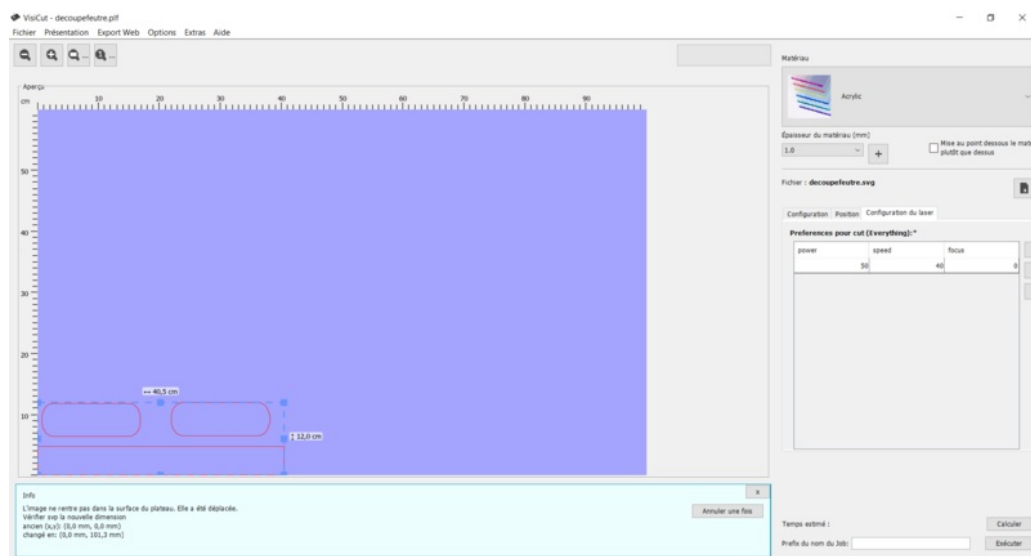 VisiCut - decoupefeutre.plf
Fichier Présentation Export Web Options Extras Aide
Aperçu
cm 10 20 30 40 50 60 70 80 90
50
40
30
20
10
40,5 cm
12,0 cm
Matériau
Acrylic
Épaisseur du matériau (mm)
1.0
+
Mise au point dessous le maté
plutôt que dessus
Fichier : decoupefeutre.svg
Configuration Position Configuration du laser
Preferences pour cut (Everything):*
power speed focus
50 40 0
Info
x
L'image ne rentre pas dans la surface du plateau. Elle a été déplacée.
Vérifier svp la nouvelle dimension
ancien (x,y): (0,0 mm, 0,0 mm)
changé en: (0,0 mm, 101,3 mm)
Annuler une fois
Temps estimé :
Calculer
Prefix du nom du Job:
Exécuter